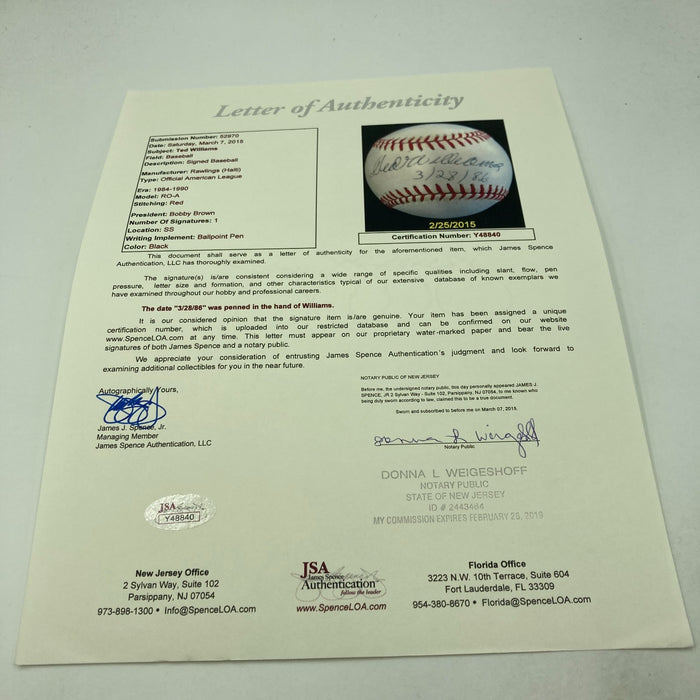 Letter of Authenticity
Submission Number: 52970
Date: Saturday, March 7, 2015
Subject: Ted Williams
Field: Baseball
Description: Signed Baseball
Manufacturer: Rawlings (Haiti)
Type: Official American League
Era: 1984-1990
Model: RO-A
Stitching: Red
President: Bobby Brown
Number Of Signatures: 1
Location: SS
Writing Implement: Ballpoint Pen
Color: Black
Ted Williams
3/28/86
2/25/2015
Certification Number: Y48840
This document shall serve as a letter of authenticity for the aforementioned item, which James Spence
Authentication, LLC has thoroughly examined.
The signature(s) is/are consistent considering a wide range of specific qualities including slant, flow, pen
pressure, letter size and formation, and other characteristics typical of our extensive database of known exemplars we
have examined throughout our hobby and professional careers.
The date "3/28/86" was penned in the hand of Williams.
It is our considered opinion that the signature item is/are genuine. Your item has been assigned a unique
certification number, which is uploaded into our restricted database and can be confirmed on our website
www.SpenceLOA.com at any time. This letter must appear on our proprietary water-marked paper and bear the live
signatures of both James Spence and a notary public.
We appreciate your consideration of entrusting James Spence Authentication's judgment and look forward to
examining additional collectibles for you in the near future.
Autographically Yours,
James J. Spence, Jr.
Managing Member
James Spence Authentication, LLC
NOTARY PUBLIC OF NEW JERSEY
Before me, the undersigned notary public, this day personally appeared JAMES J.
SPENCE, JR 2 Sylvan Way - Suite 102, Parsippany, NJ 07054, to me known who
being duly sworn according to law, claimed this to be a true document.
Sworn and subscribed to before me on March 07, 2015.
Donna L Weigeshoff
Notary Public
DONNA L. WEIGESHOFF
NOTARY PUBLIC
STATE OF NEW JERSEY
ID # 2443464
MY COMMISSION EXPIRES FEBRUARY 26, 2019
JSA
Y48840
New Jersey Office
2 Sylvan Way, Suite 102
Parsippany, NJ 07054
973-898-1300 • Info@SpenceLOA.com
JSA
James Spence
Authentication
follow the leader
www.SpenceLOA.com
Florida Office
3223 N.W. 10th Terrace, Suite 604
Fort Lauderdale, FL 33309
954-380-8670 • Florida@SpenceLOA.com